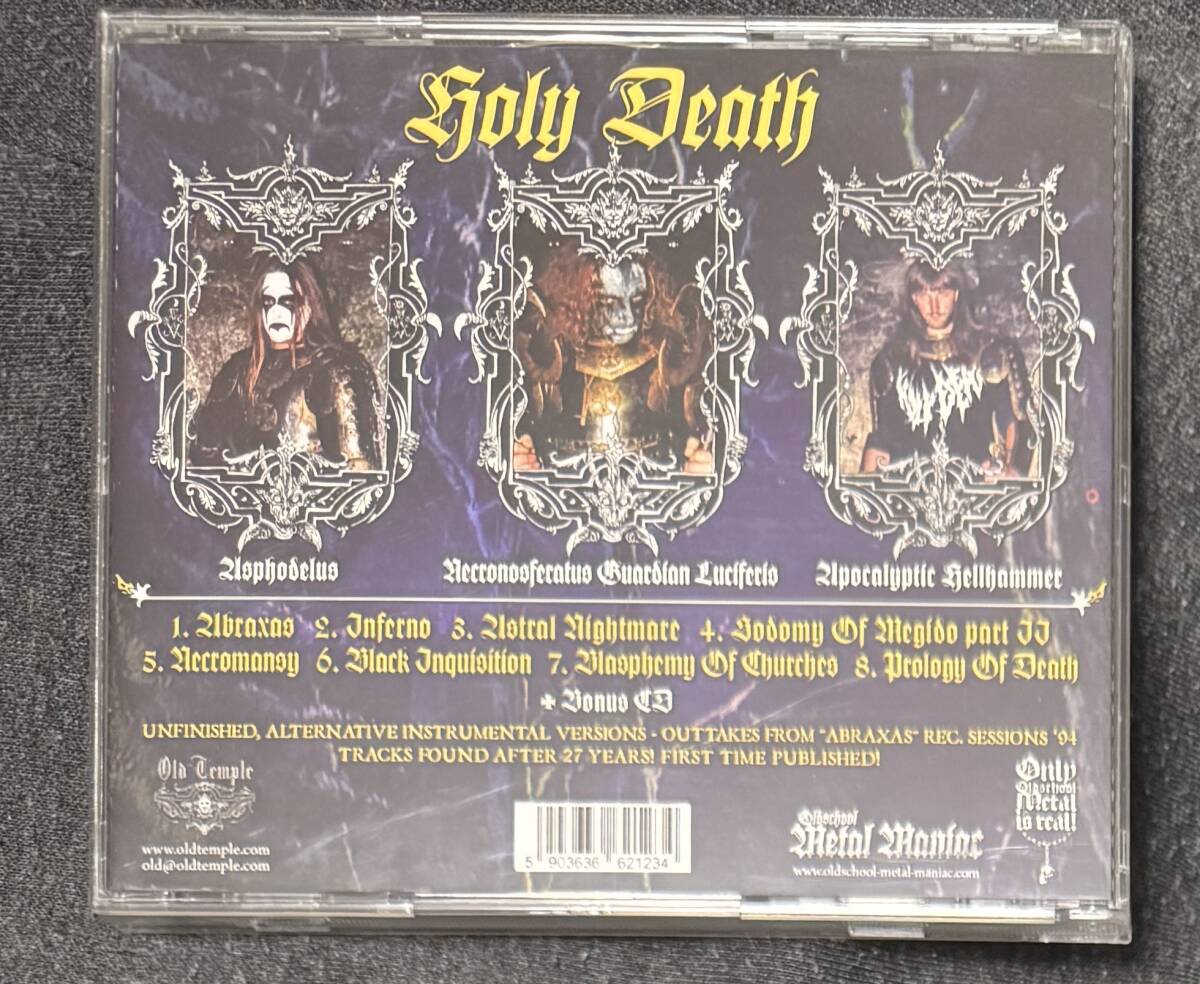 Holy Death
Asphodelus
Necronosferatus Guardian Luciferis
Apocalyptic Hellhammer
1. Abraxas 2. Inferno 3. Astral Nightmare 4. Sodomy Of Megido part II
5. Necromansy 6. Black Inquisition 7. Blasphemy Of Churches 8. Prology Of Death
+ Bonus CD
UNFINISHED, ALTERNATIVE INSTRUMENTAL VERSIONS - OUTTAKES FROM "ABRAXAS" REC. SESSIONS '94
TRACKS FOUND AFTER 27 YEARS! FIRST TIME PUBLISHED!
Old Temple
www.oldtemple.com
old@oldtemple.com
5 903636 621234
Oldschool
Metal Maniac
www.oldschool-metal-maniac.com
Only
Oldschool
Metal
is real!